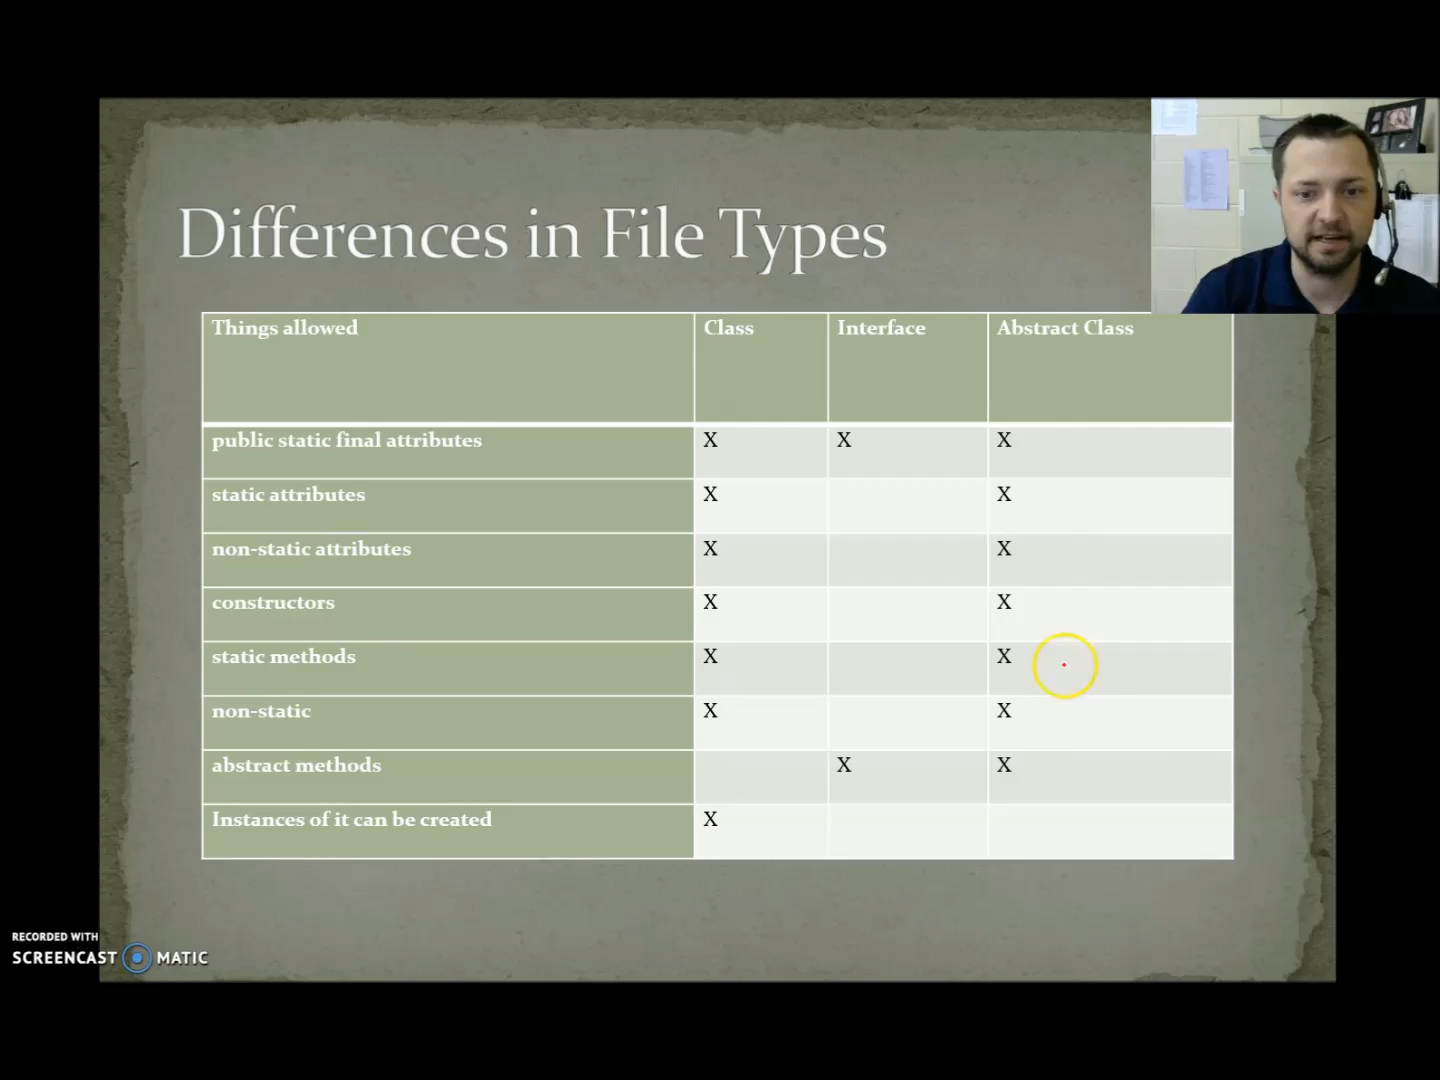 Differences in File Types
Things allowed Class Interface Abstract Class
public static final attributes X X X
static attributes X X
non-static attributes X X
constructors X X
static methods X X
non-static X X
abstract methods X X
Instances of it can be created X
RECORDED WITH
SCREENCAST MATIC